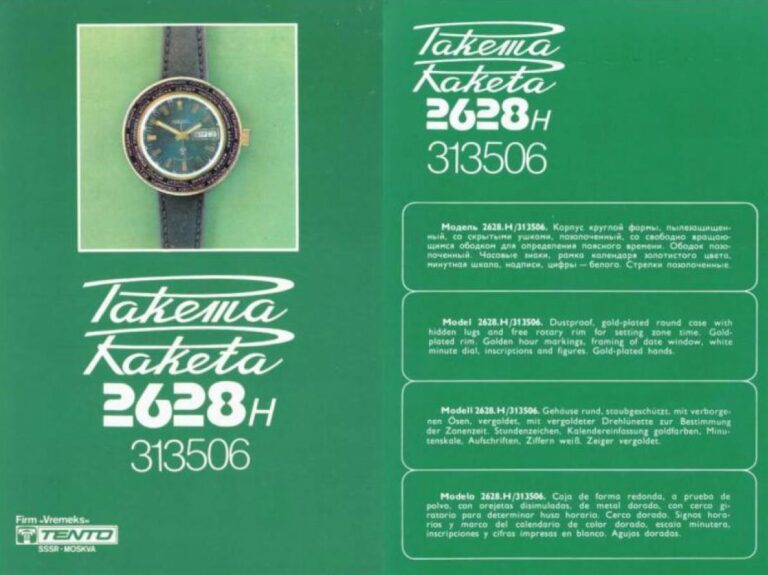 Ракета
Raketa
2628 H
313506
Firm «Vremeks»
TENTO
SSSR - MOSKVA
Ракета
Raketa
2628 H
313506
Модель 2628.Н/313506. Корпус круглой формы, пылезащищен-
ный, со скрытыми ушками, позолоченный, со свободно вращаю-
щимся ободком для определения поясного времени. Ободок позо-
лоченный. Часовые знаки, рамка календаря золотистого цвета,
минутная шкала, надписи, цифры — белого. Стрелки позолоченные.
Model 2628.H/313506. Dustproof, gold-plated round case with
hidden lugs and free rotary rim for setting zone time. Gold-
plated rim. Golden hour markings, framing of date window, white
minute dial, inscriptions and figures. Gold-plated hands.
Modell 2628.H/313506. Gehäuse rund, staubgeschützt, mit verborge-
nen Ösen, vergoldet, mit vergoldeter Drehlünette zur Bestimmung
der Zonenzeit. Stundenzeichen, Kalendereinfassung goldfarben, Minu-
tenskale, Aufschriften, Ziffern weiß. Zeiger vergoldet.
Modelo 2628.H/313506. Caja de forma redonda, a prueba de
polvo, con orejetas disimuladas, de metal dorado, con cerco gi-
ratorio para determinar huso horario. Cerco dorado. Signos hora-
rios y marco del calendario de color dorado, escala minutera,
inscripciones y cifras impresas en blanco. Agujas doradas.